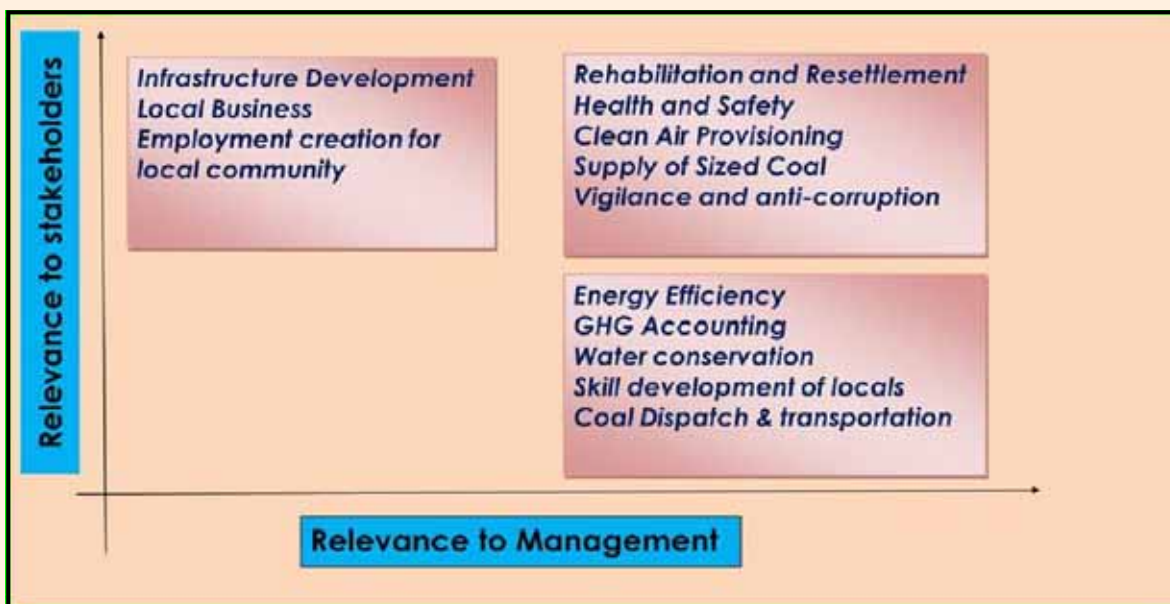 Relevance to stakeholders
Infrastructure Development
Local Business
Employment creation for
local community
Rehabilitation and Resettlement
Health and Safety
Clean Air Provisioning
Supply of Sized Coal
Vigilance and anti-corruption
Energy Efficiency
GHG Accounting
Water conservation
Skill development of locals
Coal Dispatch & transportation
Relevance to Management